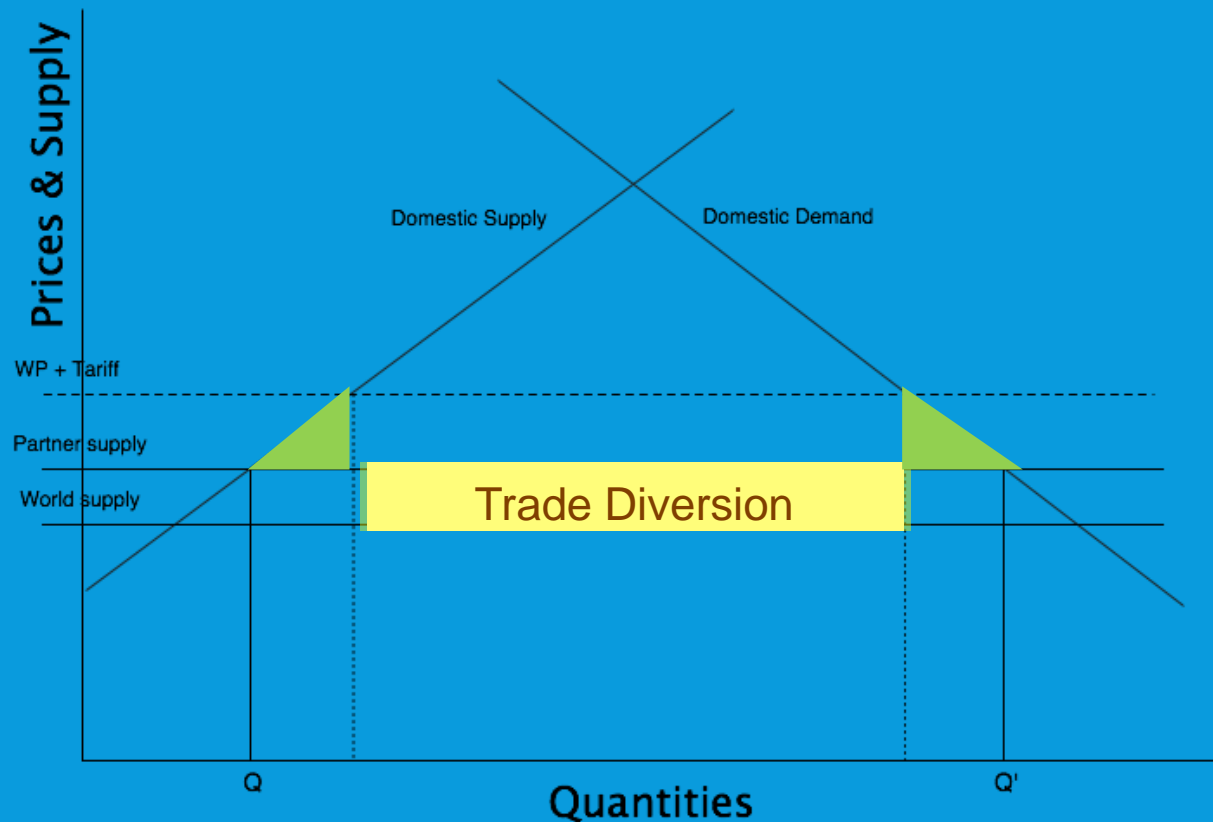 Prices & Supply
Domestic Supply
Domestic Demand
WP + Tariff
Partner supply
World supply
Trade Diversion
Q
Q'
Quantities